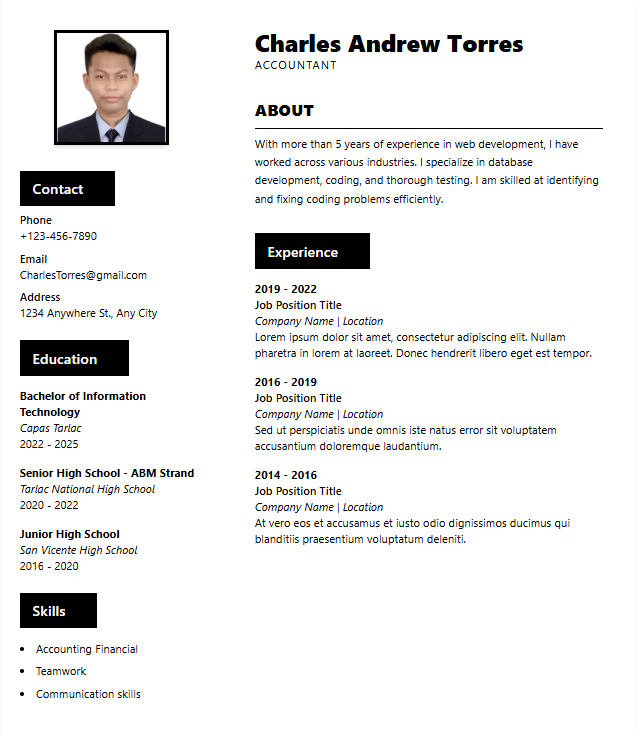 Charles Andrew Torres
ACCOUNTANT
ABOUT
With more than 5 years of experience in web development, I have
worked across various industries. I specialize in database
development, coding, and thorough testing. I am skilled at identifying
and fixing coding problems efficiently.
Contact
Phone
+123-456-7890
Email
CharlesTorres@gmail.com
Address
1234 Anywhere St., Any City
Education
Bachelor of Information
Technology
Capas Tarlac
2022 - 2025
Senior High School - ABM Strand
Tarlac National High School
2020 - 2022
Junior High School
San Vicente High School
2016 - 2020
Skills
• Accounting Financial
• Teamwork
• Communication skills
Experience
2019 - 2022
Job Position Title
Company Name | Location
Lorem ipsum dolor sit amet, consectetur adipiscing elit. Nullam
pharetra in lorem at laoreet. Donec hendrerit libero eget est tempor.
2016 - 2019
Job Position Title
Company Name | Location
Sed ut perspiciatis unde omnis iste natus error sit voluptatem
accusantium doloremque laudantium.
2014 - 2016
Job Position Title
Company Name | Location
At vero eos et accusamus et iusto odio dignissimos ducimus qui
blanditiis praesentium voluptatum deleniti.